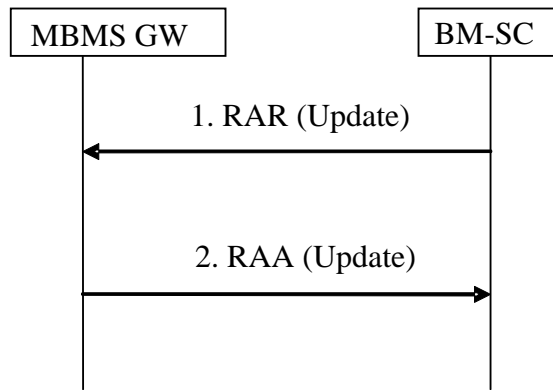 MBMS GW
BM-SC
1. RAR (Update)
2. RAA (Update)